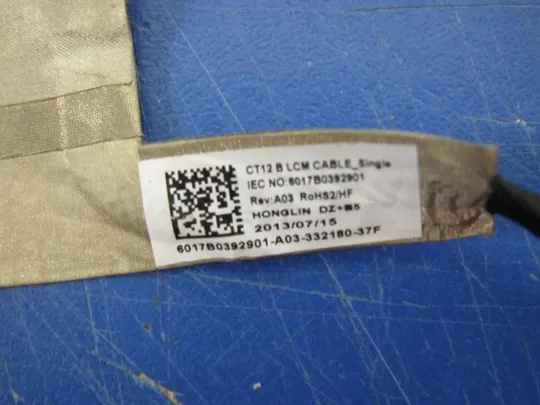 CT12 B LCM CABLE_Single
IEC NO:6017B0392901
Rev:A03 RoHS2/HF
HONGLIN DZ+B5
2013/07/15
6017B0392901-A03-332180-37F